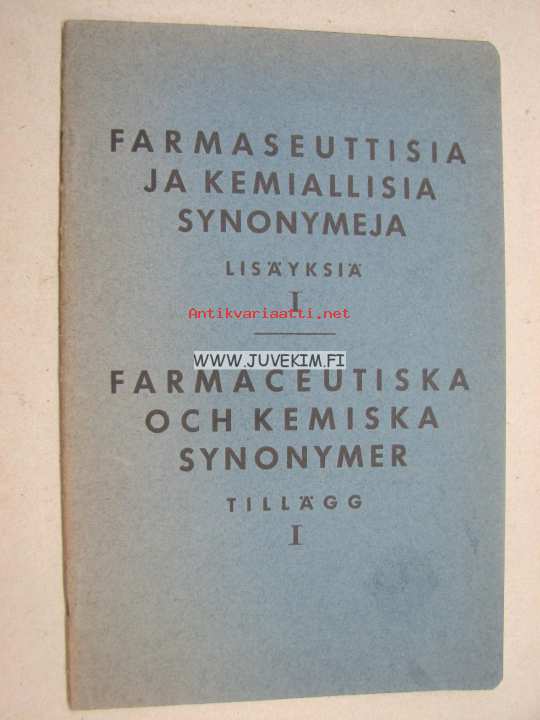 FARMASEUTTISIA
JA KEMIALLISIA
SYNONYMEJA
LISÄYKSIÄ
I
Antikvariaatti.net
WWW.JUVEKIM.FI
FARMACEUTISKA
OCH KEMISKA
SYNONYMER
TILLÄGG
I